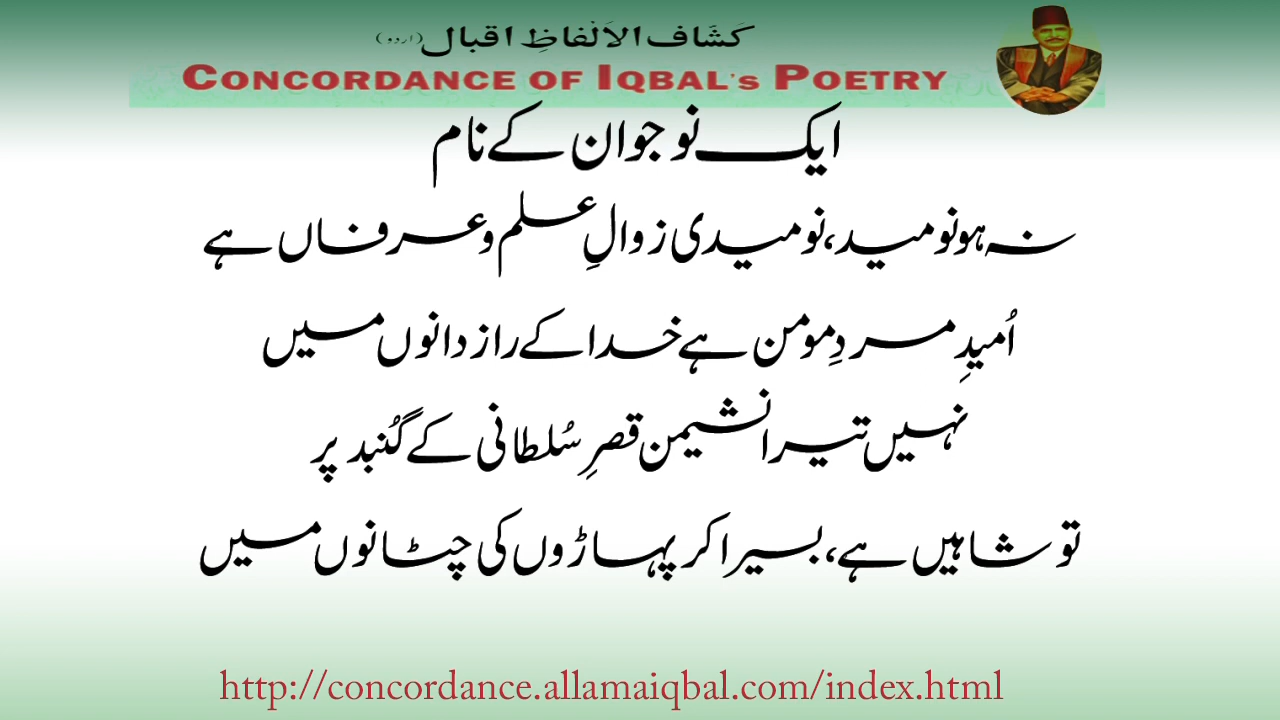 کَشّاف الاَلْفاظِ اقبال (اردو)
CONCORDANCE OF IQBAL'S POETRY
ایک نوجوان کے نام
نہ ہو نومید، نومیدی زوالِ علم و عرفاں ہے
اُمیدِ مردِ مومن ہے خدا کے راز دانوں میں
نہیں تیرا نشیمن قصرِ سُلطانی کے گُنبد پر
تو شاہیں ہے، بسیرا کر پہاڑوں کی چٹانوں میں
http://concordance.allamaiqbal.com/index.html